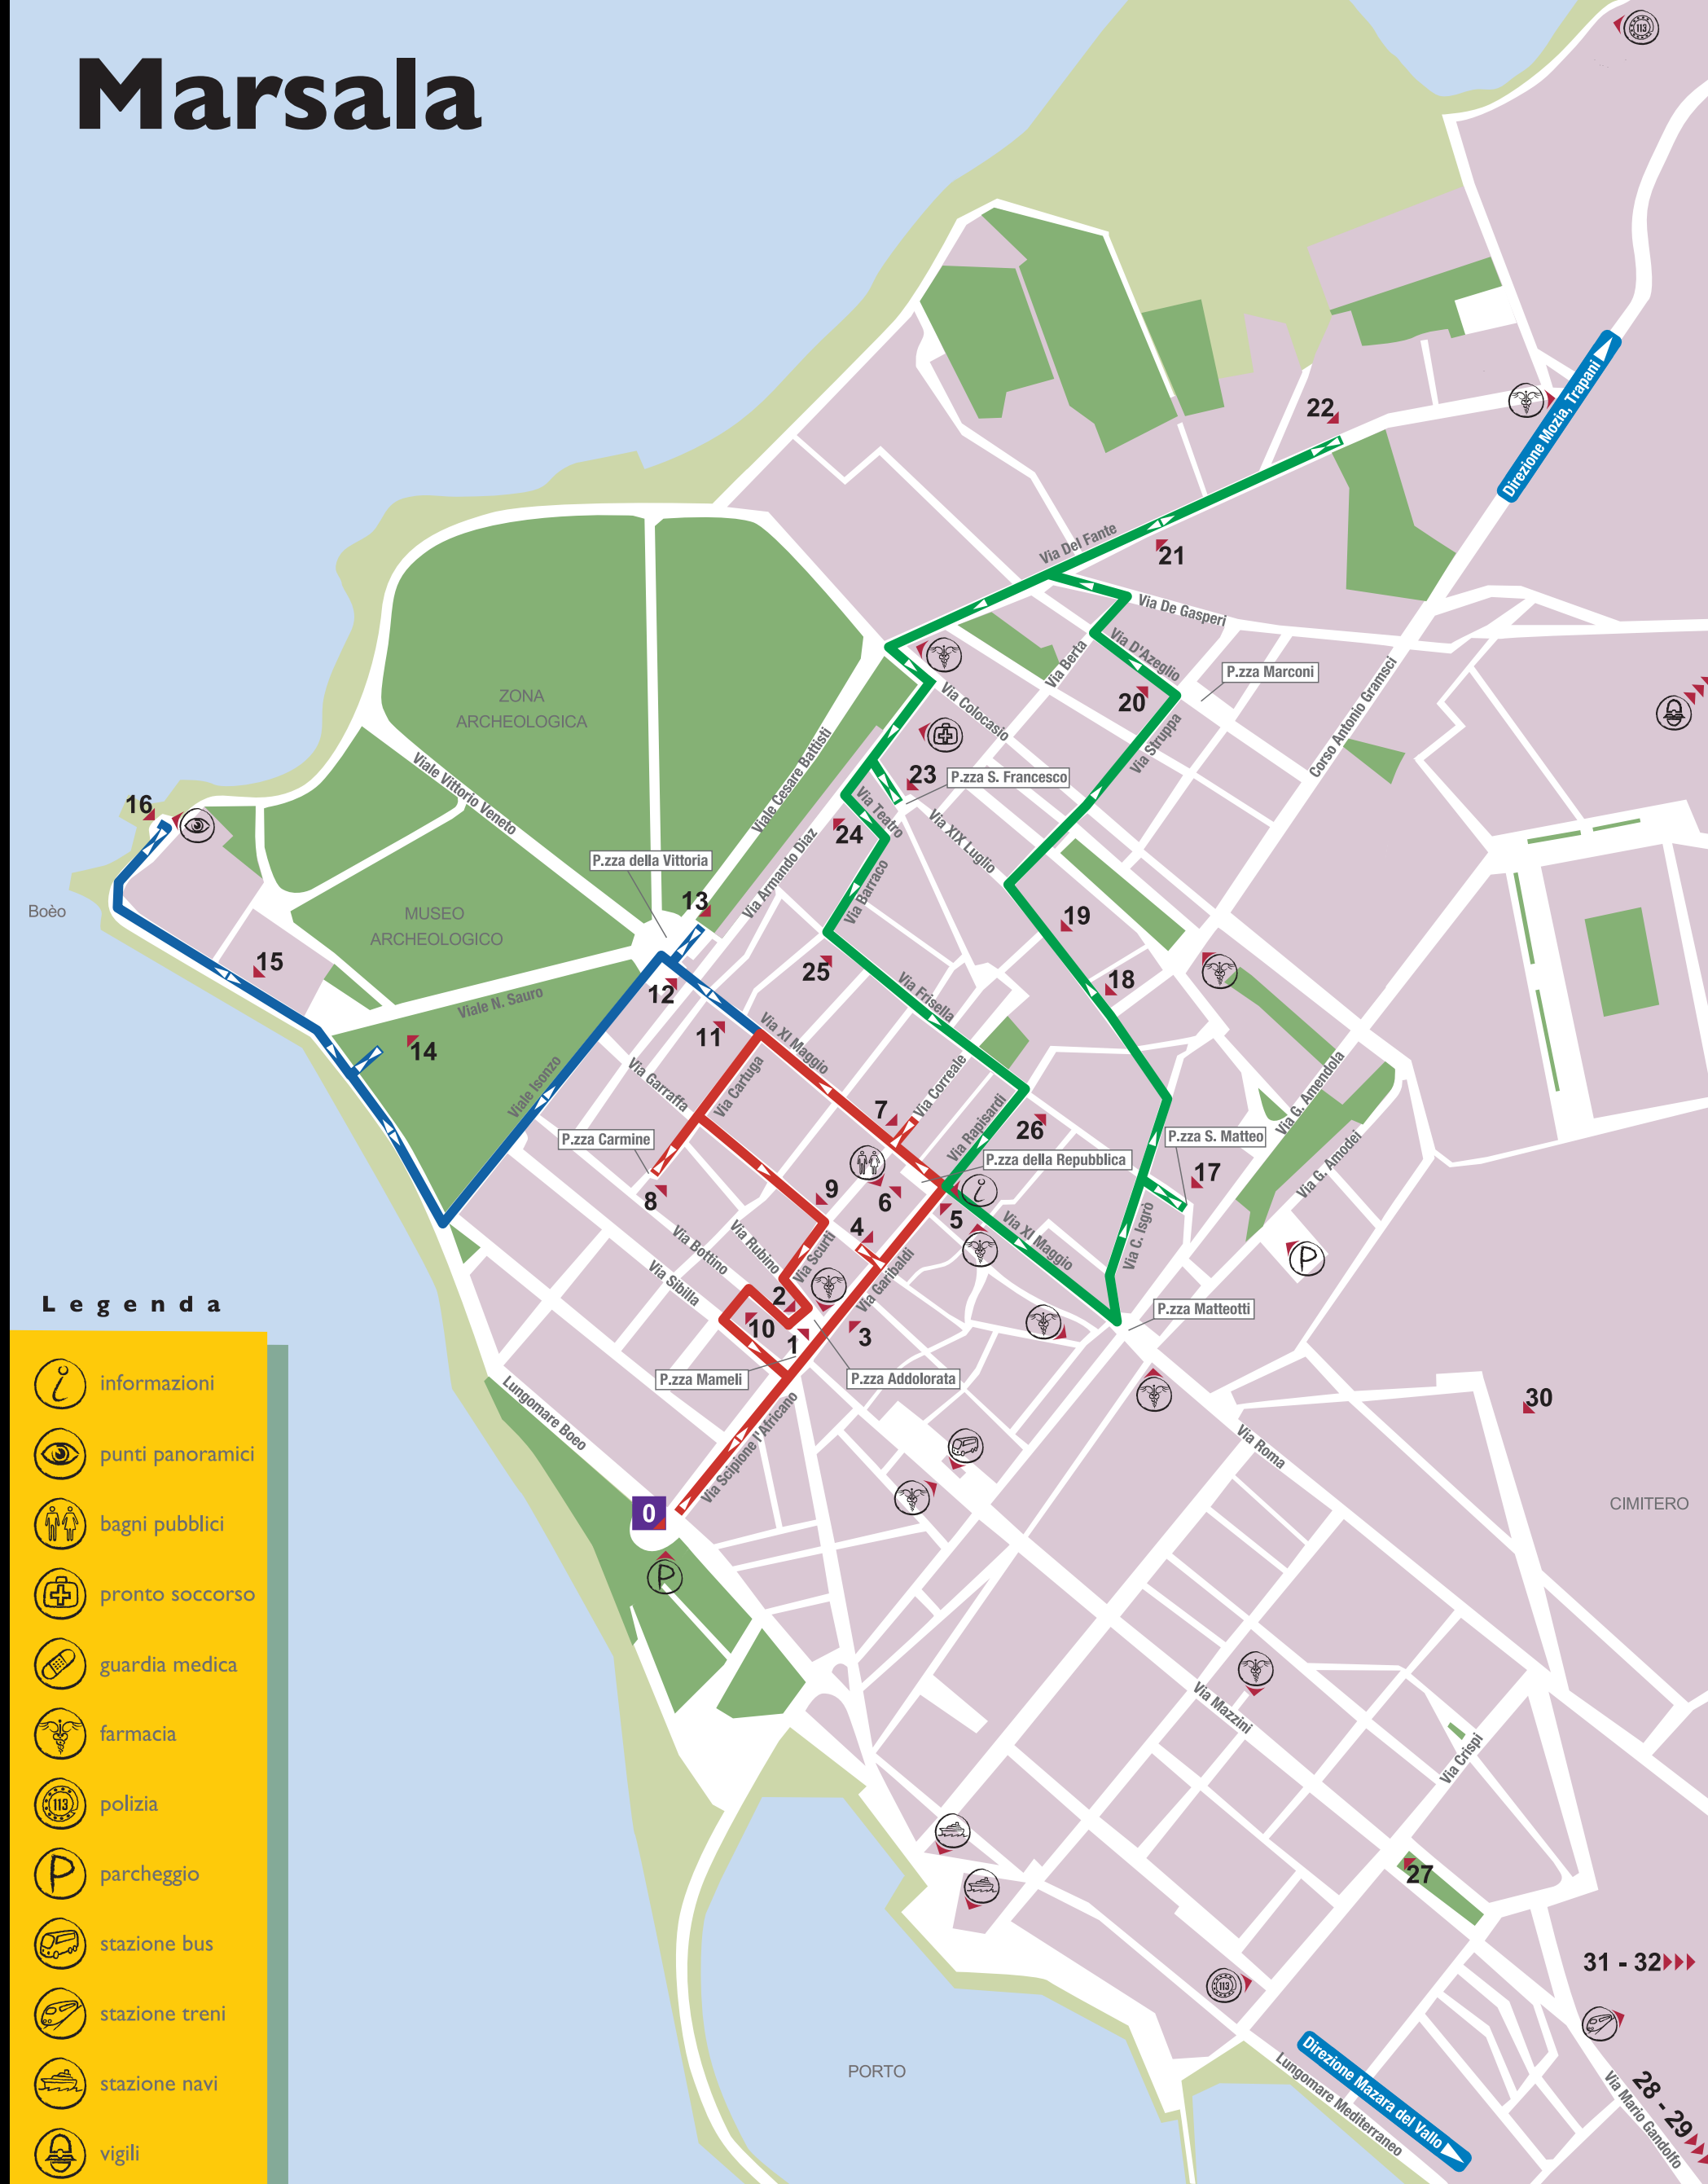 Marsala
113
Direzione Mozia, Trapani
22
Via Del Fante
21
Via De Gasperi
Via D'Azeglio
Via Berta
P.zza Marconi
20
Corso Antonio Gramsci
ZONA
ARCHEOLOGICA
Via Colocasio
Via Struppa
Viale Vittorio Veneto
Viale Cesare Battisti
23
P.zza S. Francesco
16
Via Teatro
24
Via XIX Luglio
Via Armando Diaz
P.zza della Vittoria
Via Barraco
Boèo
MUSEO
ARCHEOLOGICO
13
19
15
25
18
12
Viale N. Sauro
Via Frisella
11
Via XI Maggio
14
Viale Isonzo
Via Garraffa
Via Cartuga
Via Correale
Via G. Amendola
7
Via Rapisardi
26
P.zza Carmine
P.zza S. Matteo
Via G. Amodei
P.zza della Repubblica
17
8
9
6
5
4
Via XI Maggio
Via C. Isgrò
Via Rubino
Via Scurti
Via Bottino
Via Garibaldi
P
Via Sibilla
2
10
1
3
P.zza Matteotti
P.zza Mameli
P.zza Addolorata
Lungomare Boeo
Via Scipione l'Africano
30
Via Roma
0
CIMITERO
P
Via Mazzini
Via Crispi
27
31 - 32
113
PORTO
Direzione Mazara del Vallo
Lungomare Mediterraneo
28 - 29
Via Mario Gandolfo
Legenda
i informazioni
punti panoramici
bagni pubblici
pronto soccorso
guardia medica
farmacia
113 polizia
P parcheggio
stazione bus
stazione treni
stazione navi
vigili